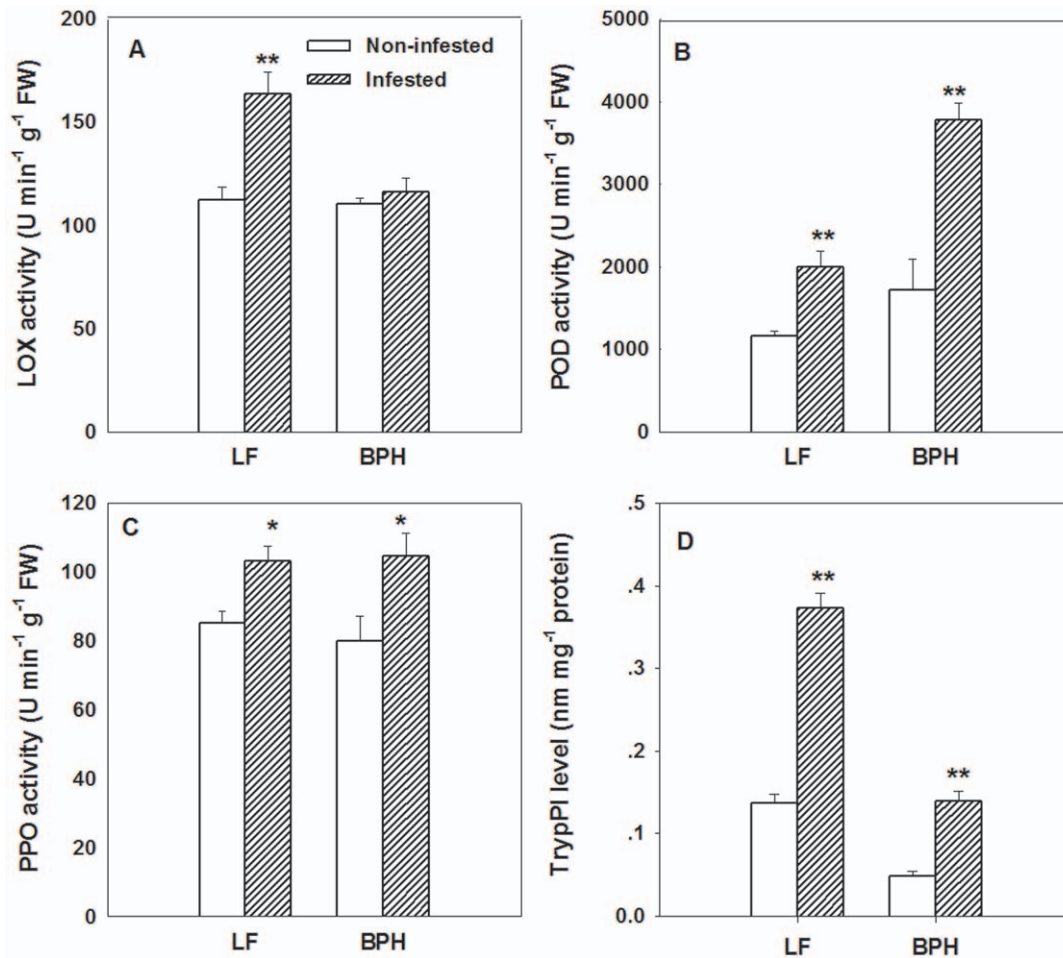 A
Non-infested
Infested
**
LOX activity (U min⁻¹ g⁻¹ FW)
200
150
100
50
0
LF BPH
B
**
**
POD activity (U min⁻¹ g⁻¹ FW)
5000
4000
3000
2000
1000
0
LF BPH
C
* *
PPO activity (U min⁻¹ g⁻¹ FW)
120
100
80
60
40
20
0
LF BPH
D
**
**
TrypPI level (nm mg⁻¹ protein)
.5
.4
.3
.2
.1
0.0
LF BPH